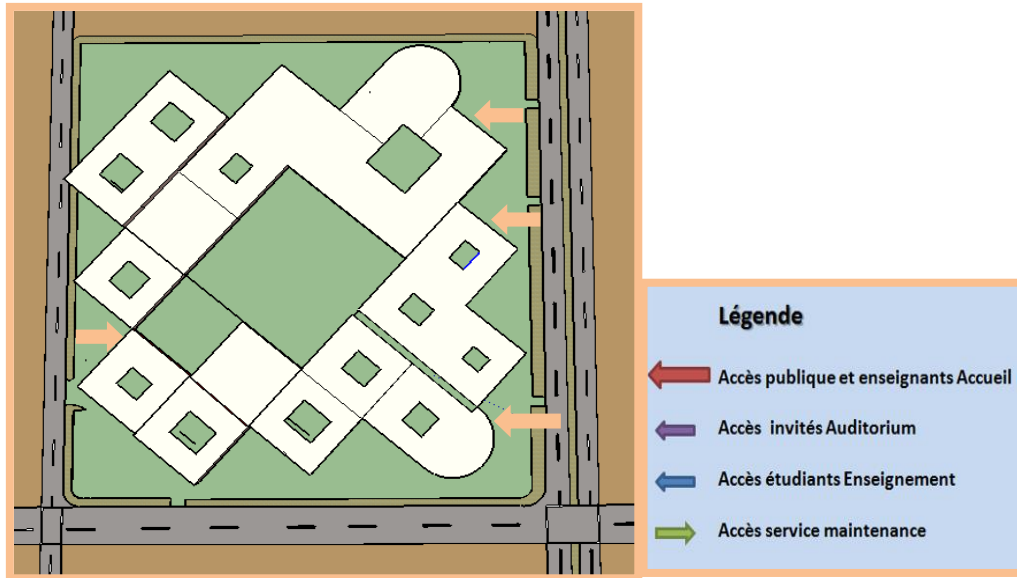 Légende
Accès publique et enseignants Accueil
Accès invités Auditorium
Accès étudiants Enseignement
Accès service maintenance